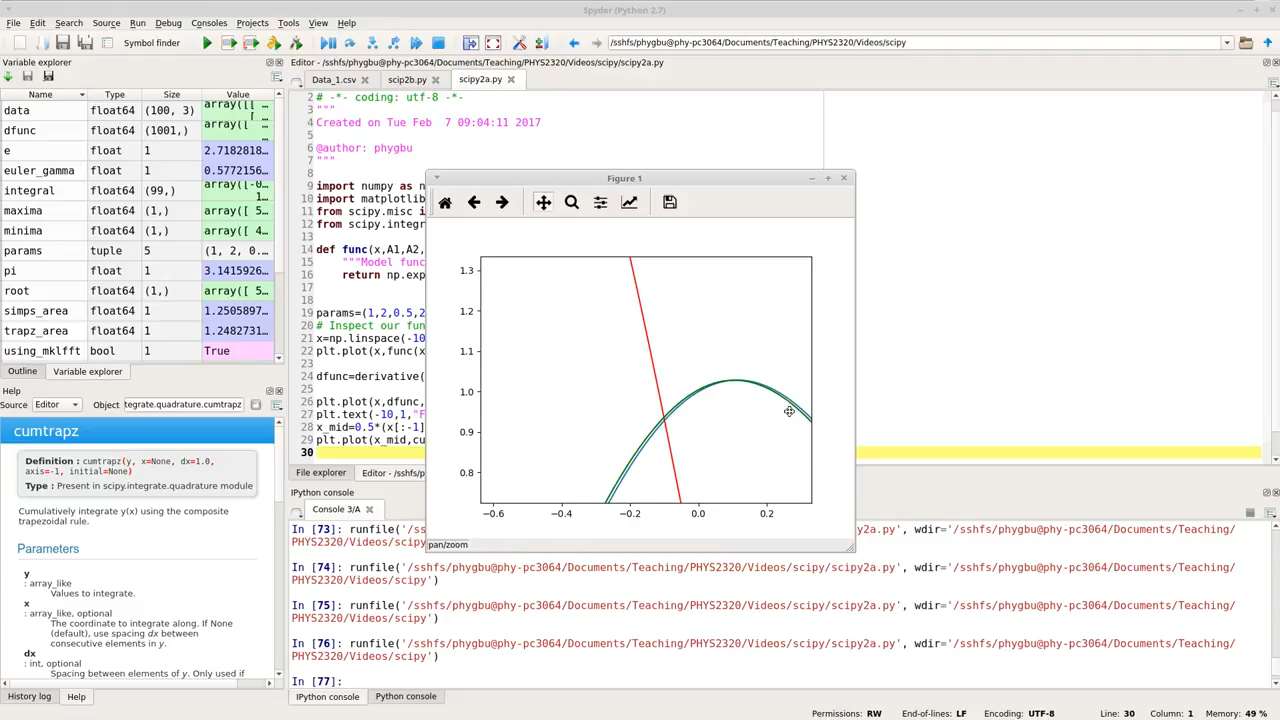 Spyder (Python 2.7)
File Edit Search Source Run Debug Consoles Projects Tools View Help
Symbol finder
/sshfs/phygbu@phy-pc3064/Documents/Teaching/PHYS2320/Videos/scipy
Variable explorer
Name Type Size Value
data float64 (100, 3) array([[ …
dfunc float64 (1001,) array([ …
e float 1 2.7182818…
euler_gamma float 1 0.5772156…
integral float64 (99,) array([-0…
maxima float64 (1,) array([ 5…
minima float64 (1,) array([ 4…
params tuple 5 (1, 2, 0.…
pi float 1 3.1415926…
root float64 (1,) array([ 5…
simps_area float 1 1.2505897…
trapz_area float 1 1.2482731…
using_mklfft bool 1 True
Outline Variable explorer
Help
Source Editor Object tegrate.quadrature.cumtrapz
cumtrapz
Definition : cumtrapz(y, x=None, dx=1.0,
axis=-1, initial=None)
Type : Present in scipy.integrate.quadrature module
Cumulatively integrate y(x) using the composite
trapezoidal rule.
Parameters
y
: array_like
Values to integrate.
x
: array_like, optional
The coordinate to integrate along. If None
(default), use spacing dx between
consecutive elements in y.
dx
: int, optional
Spacing between elements of y. Only used if
History log Help
Editor - /sshfs/phygbu@phy-pc3064/Documents/Teaching/PHYS2320/Videos/scipy/scipy2a.py
Data_1.csv scip2b.py scipy2a.py
2 # -*- coding: utf-8 -*-
3 """
4 Created on Tue Feb  7 09:04:11 2017
5
6 @author: phygbu
7 """
8
9 import numpy as n
10 import matplotlib
11 from scipy.misc i
12 from scipy.integr
13
14 def func(x,A1,A2,
15 """Model func
16 return np.exp
17
18
19 params=(1,2,0.5,2
20 # Inspect our fun
21 x=np.linspace(-10
22 plt.plot(x,func(x
23
24 dfunc=derivative(
25
26 plt.plot(x,dfunc,
27 plt.text(-10,1,"F
28 x_mid=0.5*(x[:-1]
29 plt.plot(x_mid,cu
30
Figure 1
1.3
1.2
1.1
1.0
0.9
0.8
−0.6 −0.4 −0.2 0.0 0.2
pan/zoom
File explorer Editor - /sshfs/p
IPython console
Console 3/A
In [73]: runfile('/ss y2a.py', wdir='/sshfs/phygbu@phy-pc3064/Documents/Teaching/
PHYS2320/Videos/scipy
In [74]: runfile('/sshfs/phygbu@phy-pc3064/Documents/Teaching/PHYS2320/Videos/scipy/scipy2a.py', wdir='/sshfs/phygbu@phy-pc3064/Documents/Teaching/
PHYS2320/Videos/scipy')
In [75]: runfile('/sshfs/phygbu@phy-pc3064/Documents/Teaching/PHYS2320/Videos/scipy/scipy2a.py', wdir='/sshfs/phygbu@phy-pc3064/Documents/Teaching/
PHYS2320/Videos/scipy')
In [76]: runfile('/sshfs/phygbu@phy-pc3064/Documents/Teaching/PHYS2320/Videos/scipy/scipy2a.py', wdir='/sshfs/phygbu@phy-pc3064/Documents/Teaching/
PHYS2320/Videos/scipy')
In [77]:
IPython console Python console
Permissions: RW End-of-lines: LF Encoding: UTF-8 Line: 30 Column: 1 Memory: 49 %